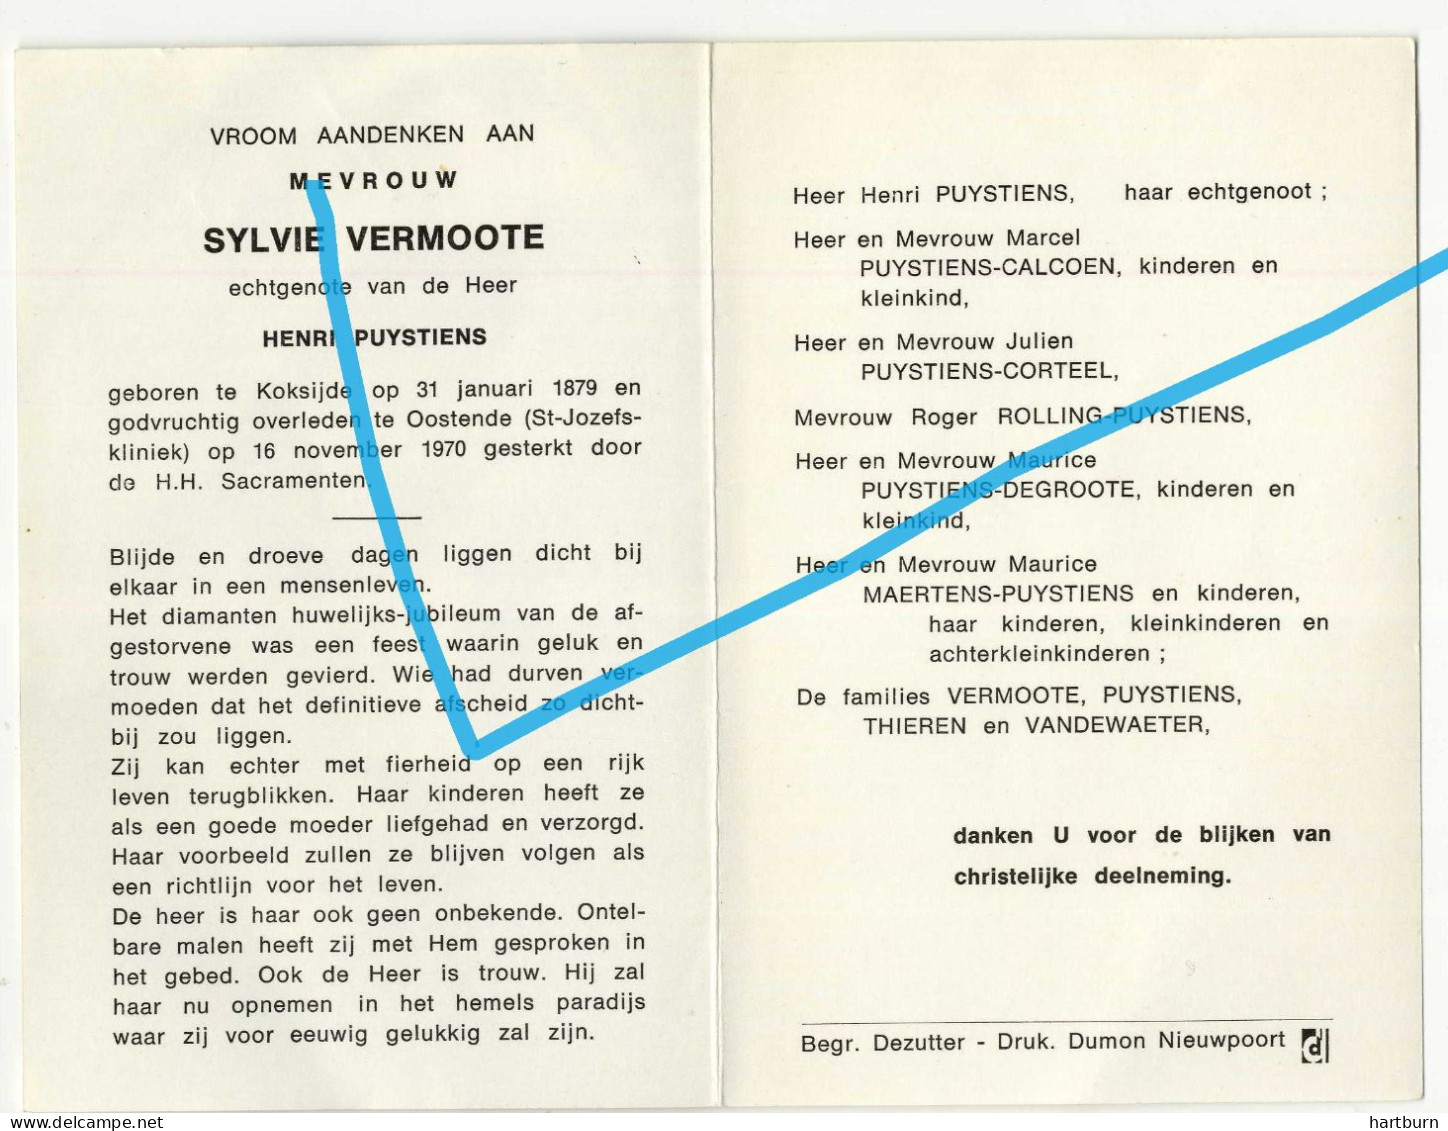 VROOM AANDENKEN AAN
MEVROUW
SYLVIE VERMOOTE
echtgenote van de Heer
HENRI PUYSTIENS
geboren te Koksijde op 31 januari 1879 en
godvruchtig overleden te Oostende (St-Jozefs-
kliniek) op 16 november 1970 gesterkt door
de H.H. Sacramenten.
Blijde en droeve dagen liggen dicht bij
elkaar in een mensenleven.
Het diamanten huwelijks-jubileum van de af-
gestorvene was een feest waarin geluk en
trouw werden gevierd. Wie had durven ver-
moeden dat het definitieve afscheid zo dicht-
bij zou liggen.
Zij kan echter met fierheid op een rijk
leven terugblikken. Haar kinderen heeft ze
als een goede moeder liefgehad en verzorgd.
Haar voorbeeld zullen ze blijven volgen als
een richtlijn voor het leven.
De heer is haar ook geen onbekende. Ontel-
bare malen heeft zij met Hem gesproken in
het gebed. Ook de Heer is trouw. Hij zal
haar nu opnemen in het hemels paradijs
waar zij voor eeuwig gelukkig zal zijn.
Heer Henri PUYSTIENS, haar echtgenoot ;
Heer en Mevrouw Marcel
PUYSTIENS-CALCOEN, kinderen en
kleinkind,
Heer en Mevrouw Julien
PUYSTIENS-CORTEEL,
Mevrouw Roger ROLLING-PUYSTIENS,
Heer en Mevrouw Maurice
PUYSTIENS-DEGROOTE, kinderen en
kleinkind,
Heer en Mevrouw Maurice
MAERTENS-PUYSTIENS en kinderen,
haar kinderen, kleinkinderen en
achterkleinkinderen ;
De families VERMOOTE, PUYSTIENS,
THIEREN en VANDEWAETER,
danken U voor de blijken van
christelijke deelneming.
Begr. Dezutter - Druk. Dumon Nieuwpoort d
delcampe.net
hartburn